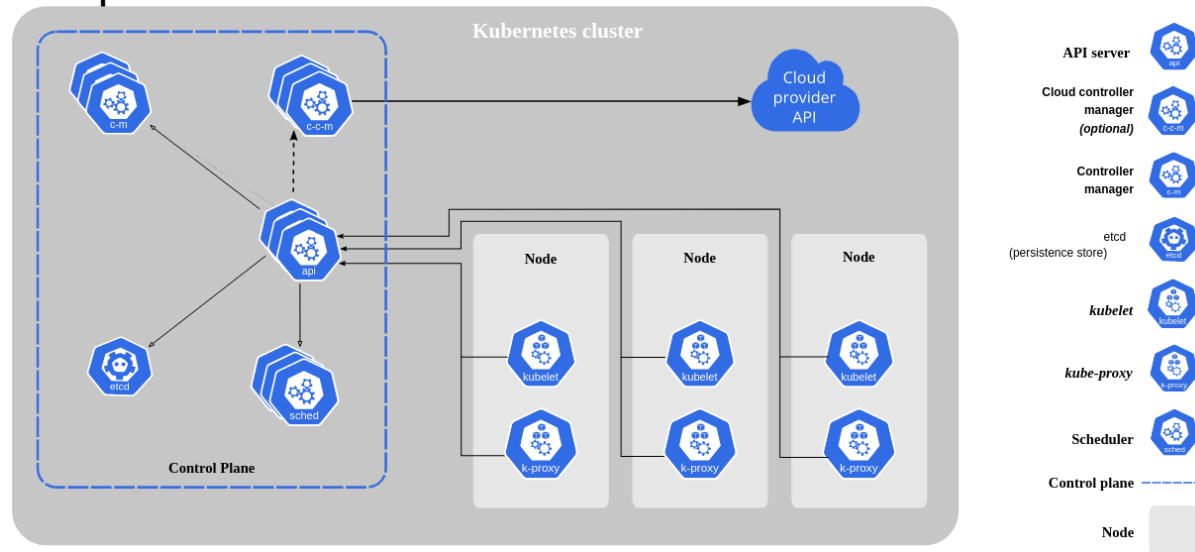 Kubernetes cluster
c-m
c-c-m
Cloud
provider
API
api
Node
Node
Node
etcd
sched
kubelet
kubelet
kubelet
k-proxy
k-proxy
k-proxy
Control Plane
API server
api
Cloud controller
manager
(optional)
c-c-m
Controller
manager
c-m
etcd
(persistence store)
etcd
kubelet
kubelet
kube-proxy
k-proxy
Scheduler
sched
Control plane
Node